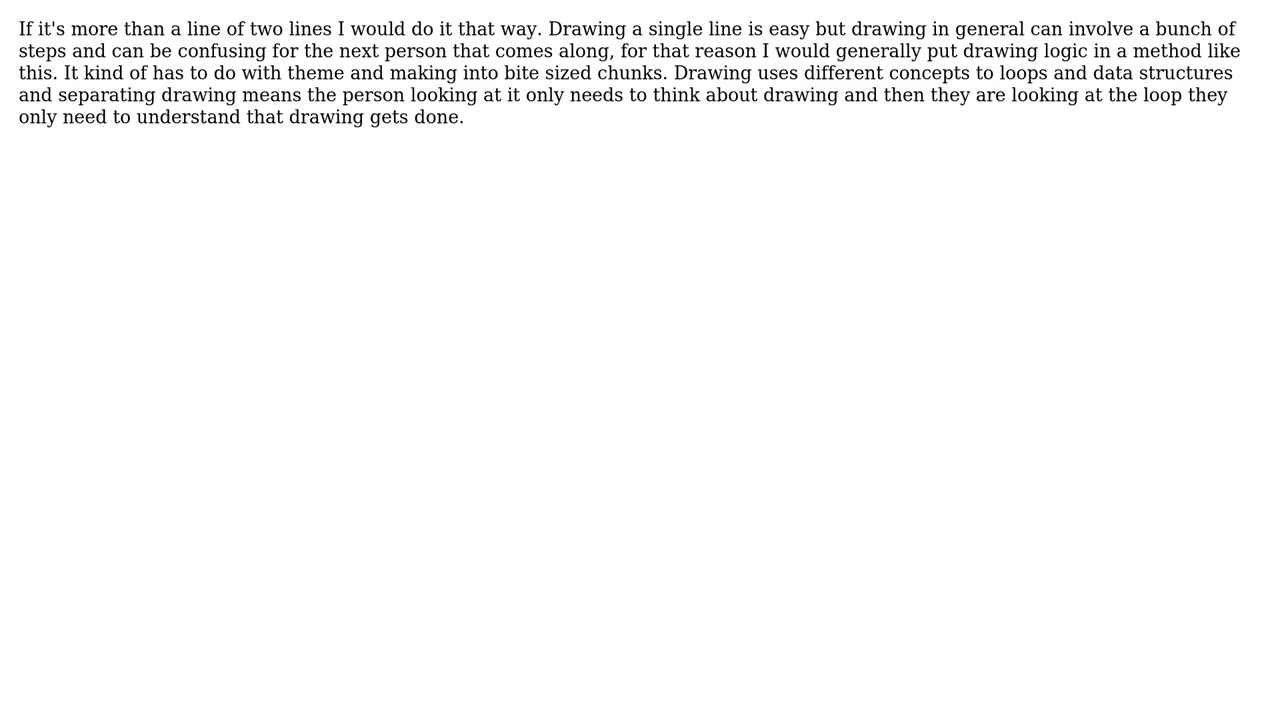 If it's more than a line of two lines I would do it that way. Drawing a single line is easy but drawing in general can involve a bunch of
steps and can be confusing for the next person that comes along, for that reason I would generally put drawing logic in a method like
this. It kind of has to do with theme and making into bite sized chunks. Drawing uses different concepts to loops and data structures
and separating drawing means the person looking at it only needs to think about drawing and then they are looking at the loop they
only need to understand that drawing gets done.